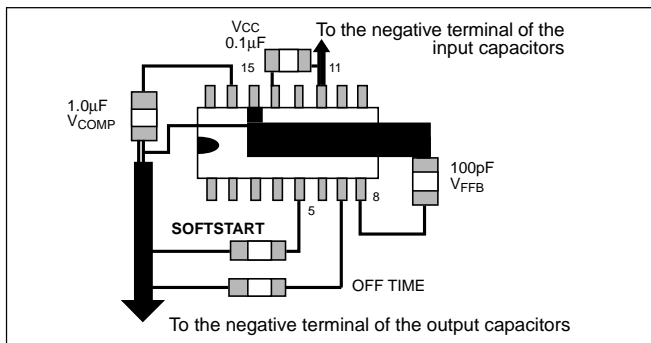 VCC
0.1µF
To the negative terminal of the
input capacitors
15
11
1.0µF
VCOMP
100pF
VFFB
5
8
SOFTSTART
OFF TIME
To the negative terminal of the output capacitors